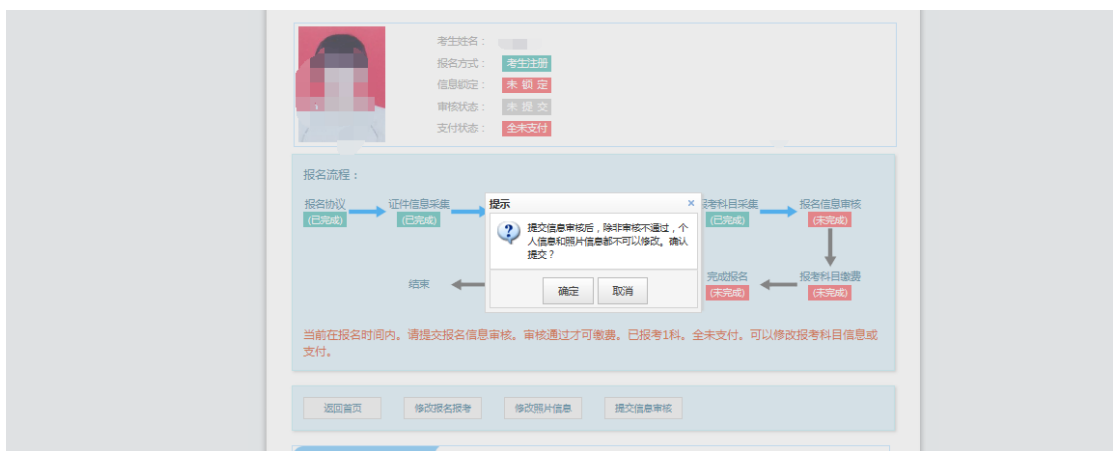 考生姓名：
报名方式： 考生注册
信息锁定： 未 锁 定
审核状态： 未 提 交
支付状态： 全未支付
报名流程：
报名协议 证件信息采集 报考科目采集 报名信息审核
(已完成) (已完成) (已完成) (未完成)
提示 ×
提交信息审核后，除非审核不通过，个
人信息和照片信息都不可以修改。确认
提交？
确定 取消
结束 完成报名 报考科目缴费
(未完成) (未完成)
当前在报名时间内。请提交报名信息审核。审核通过才可缴费。已报考1科。全未支付。可以修改报考科目信息或
支付。
返回首页 修改报名报考 修改照片信息 提交信息审核